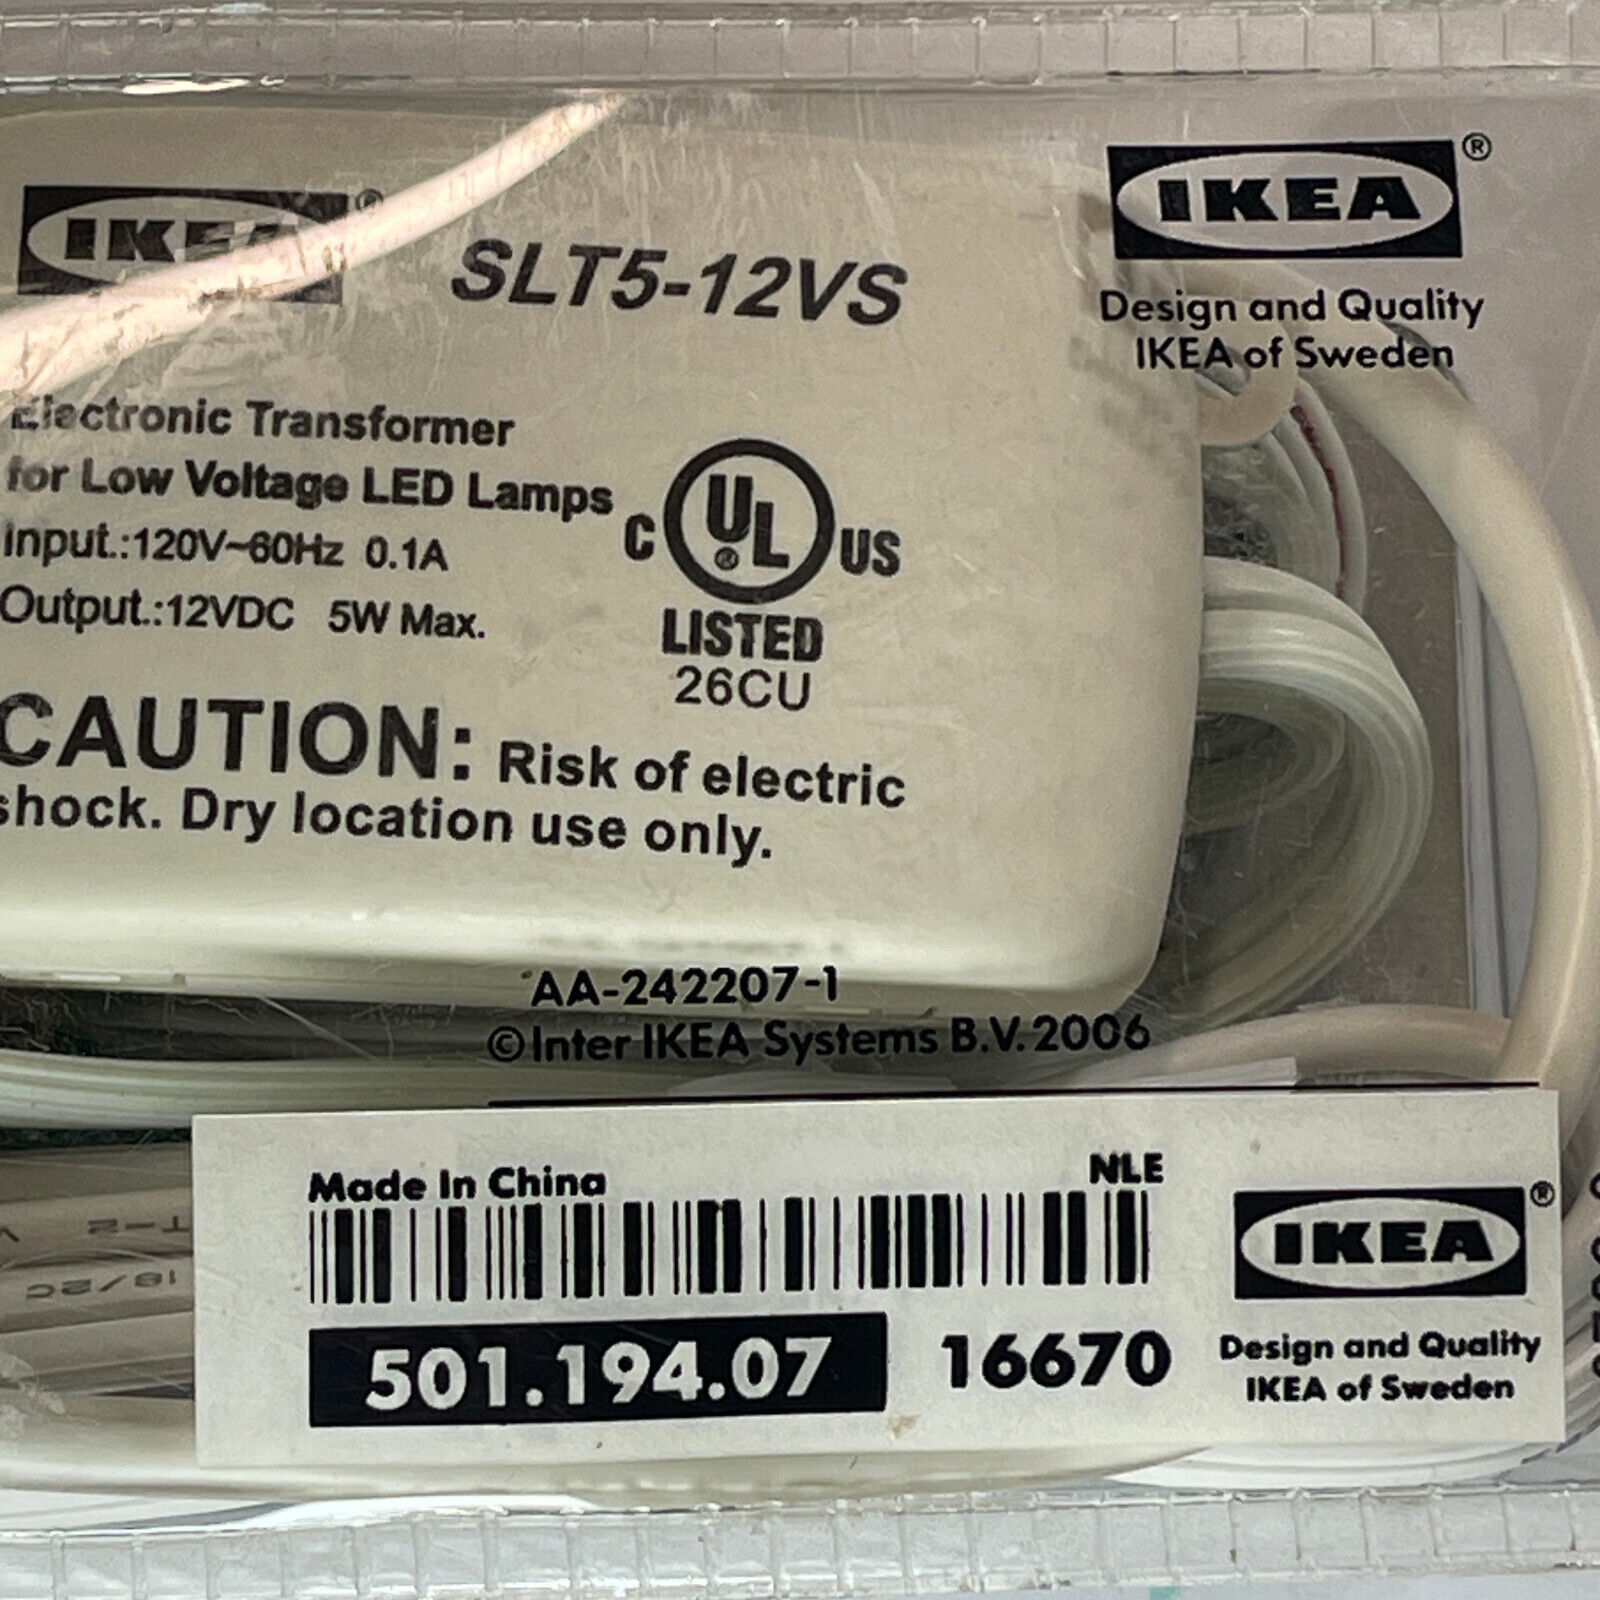 IKEA®
SLT5-12VS
Electronic Transformer
for Low Voltage LED Lamps
Input.:120V~60Hz 0.1A
Output.:12VDC 5W Max.
C UL® US
LISTED
26CU
CAUTION: Risk of electric
shock. Dry location use only.
IKEA®
Design and Quality
IKEA of Sweden
AA-242207-1
©Inter IKEA Systems B.V. 2006
Made In China
NLE
501.194.07
16670
IKEA®
Design and Quality
IKEA of Sweden